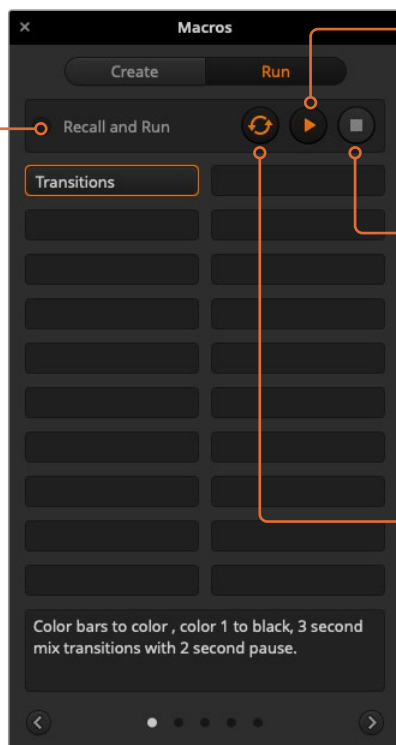 Macros
Create Run
Recall and Run
Transitions
Color bars to color , color 1 to black, 3 second
mix transitions with 2 second pause.